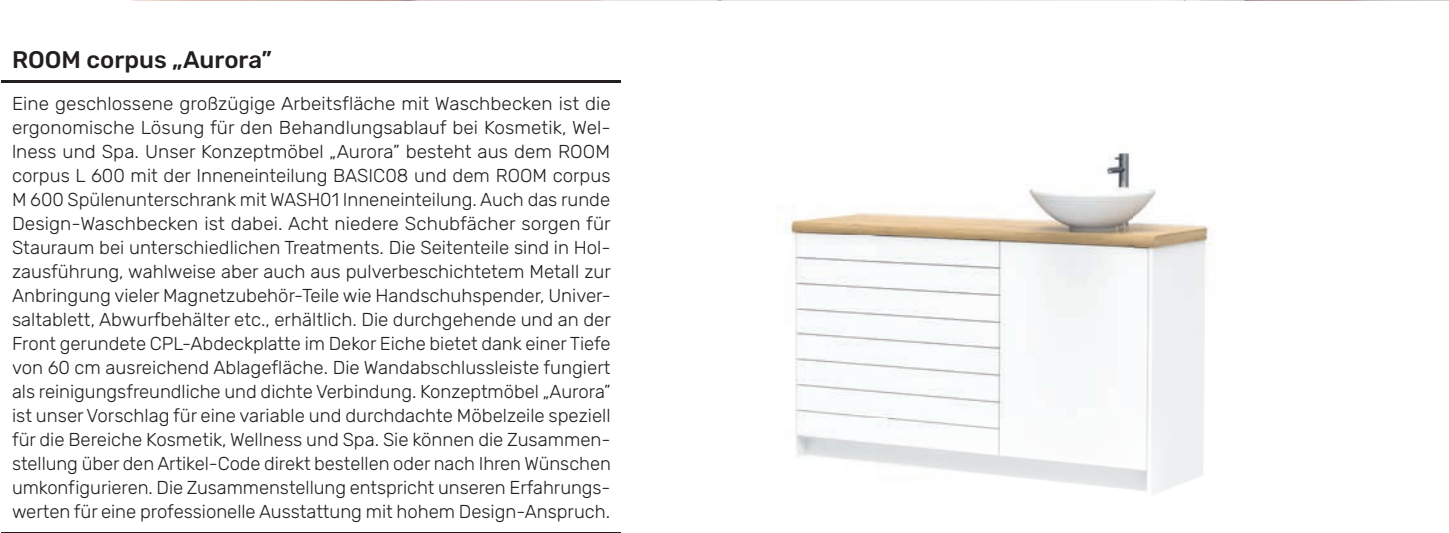 ROOM corpus „Aurora”
Eine geschlossene großzügige Arbeitsfläche mit Waschbecken ist die
ergonomische Lösung für den Behandlungsablauf bei Kosmetik, Wel-
lness und Spa. Unser Konzeptmöbel „Aurora” besteht aus dem ROOM
corpus L 600 mit der Inneneinteilung BASIC08 und dem ROOM corpus
M 600 Spülenunterschrank mit WASH01 Inneneinteilung. Auch das runde
Design-Waschbecken ist dabei. Acht niedere Schubfächer sorgen für
Stauraum bei unterschiedlichen Treatments. Die Seitenteile sind in Hol-
zausführung, wahlweise aber auch aus pulverbeschichtetem Metall zur
Anbringung vieler Magnetzubehör-Teile wie Handschuhspender, Univer-
saltablett, Abwurfbehälter etc., erhältlich. Die durchgehende und an der
Front gerundete CPL-Abdeckplatte im Dekor Eiche bietet dank einer Tiefe
von 60 cm ausreichend Ablagefläche. Die Wandabschlussleiste fungiert
als reinigungsfreundliche und dichte Verbindung. Konzeptmöbel „Aurora”
ist unser Vorschlag für eine variable und durchdachte Möbelzeile speziell
für die Bereiche Kosmetik, Wellness und Spa. Sie können die Zusammen-
stellung über den Artikel-Code direkt bestellen oder nach Ihren Wünschen
umkonfigurieren. Die Zusammenstellung entspricht unseren Erfahrungs-
werten für eine professionelle Ausstattung mit hohem Design-Anspruch.